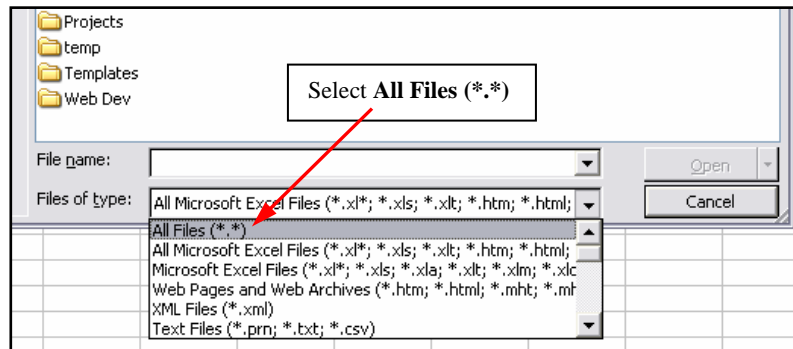 Projects
temp
Templates
Web Dev
Select All Files (*.*)
File name:
Open
Files of type:
All Microsoft Excel Files (*.xl*; *.xls; *.xlt; *.htm; *.html;
Cancel
All Files (*.*)
All Microsoft Excel Files (*.xl*; *.xls; *.xlt; *.htm; *.html;
Microsoft Excel Files (*.xl*; *.xls; *.xla; *.xlt; *.xlm; *.xlc
Web Pages and Web Archives (*.htm; *.html; *.mht; *.mh
XML Files (*.xml)
Text Files (*.prn; *.txt; *.csv)